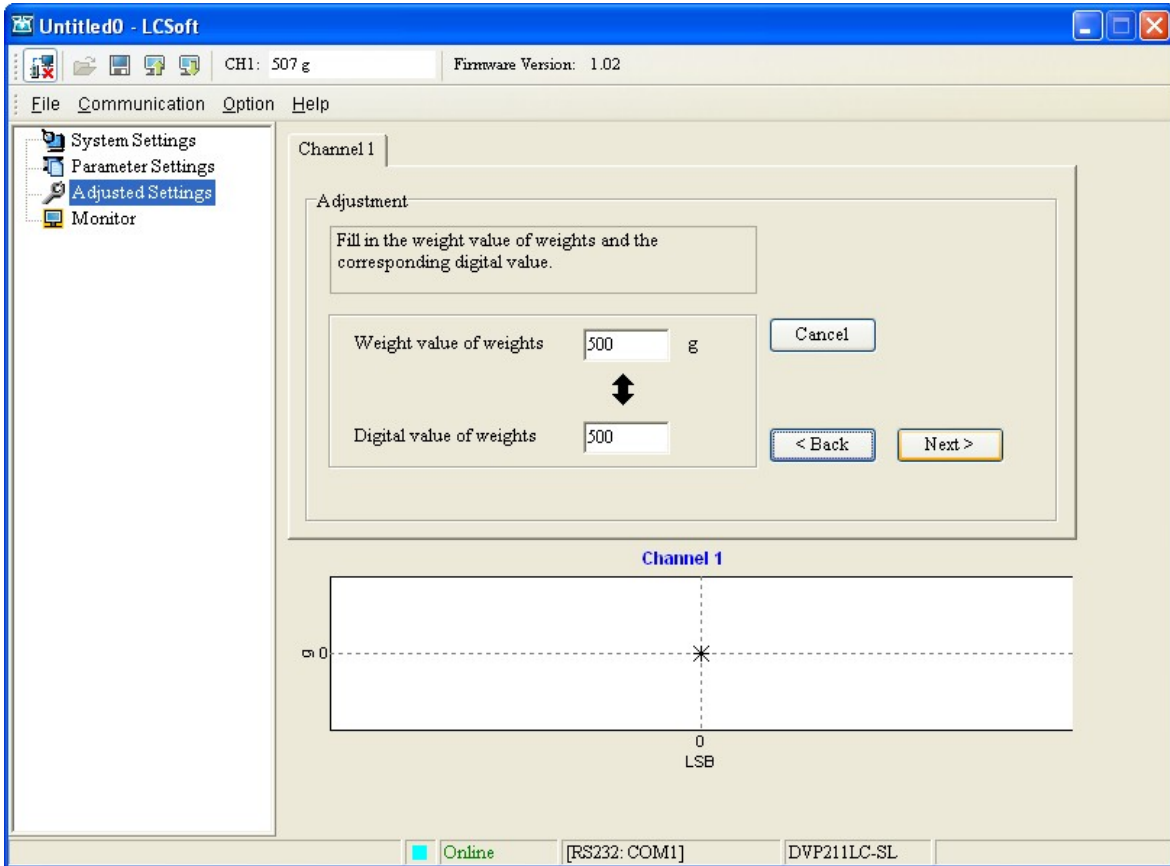 Untitled0 - LCSoft
CH1: 507 g Firmware Version: 1.02
File Communication Option Help
System Settings
Parameter Settings
Adjusted Settings
Monitor
Channel 1
Adjustment
Fill in the weight value of weights and the
corresponding digital value.
Weight value of weights 500 g
Cancel
Digital value of weights 500
< Back Next >
Channel 1
g 0
0
LSB
Online [RS232: COM1] DVP211LC-SL